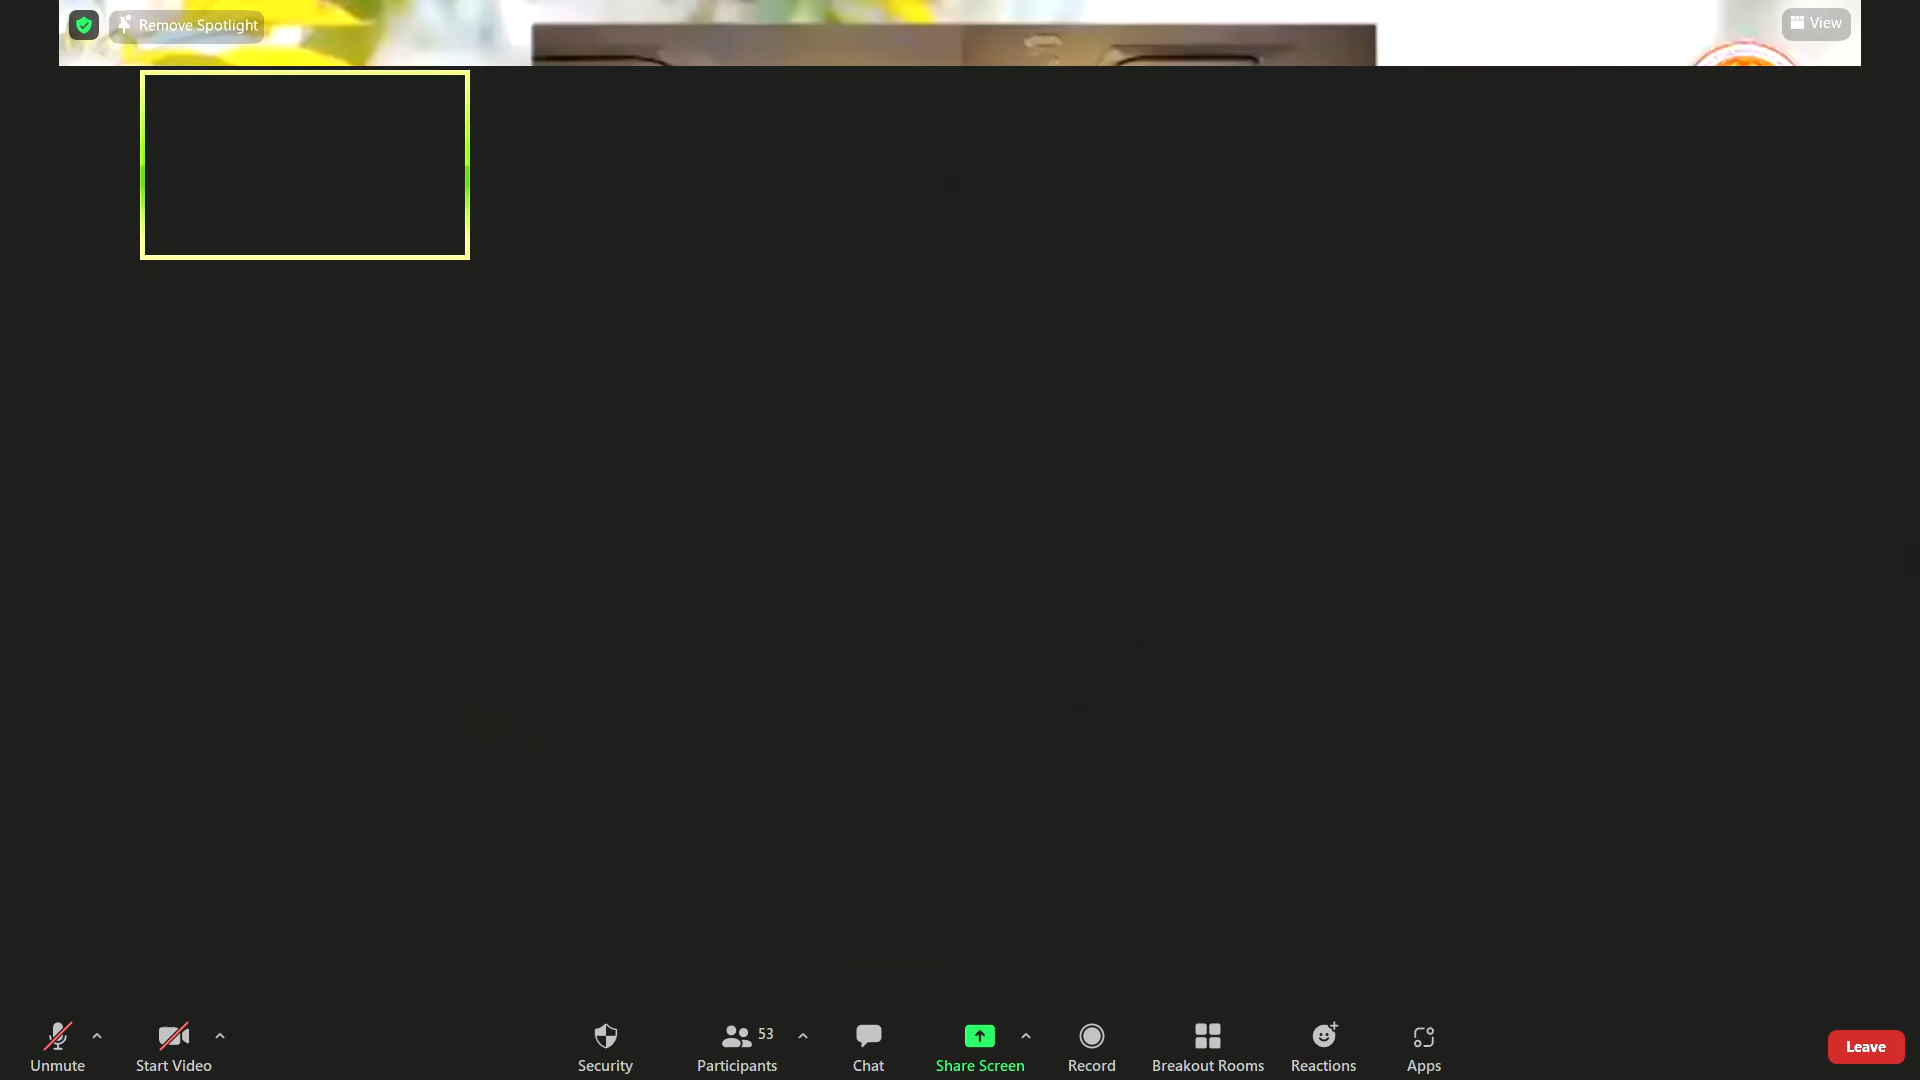 Remove Spotlight
View
53
Unmute
Start Video
Security
Participants
Chat
Share Screen
Record
Breakout Rooms
Reactions
Apps
Leave